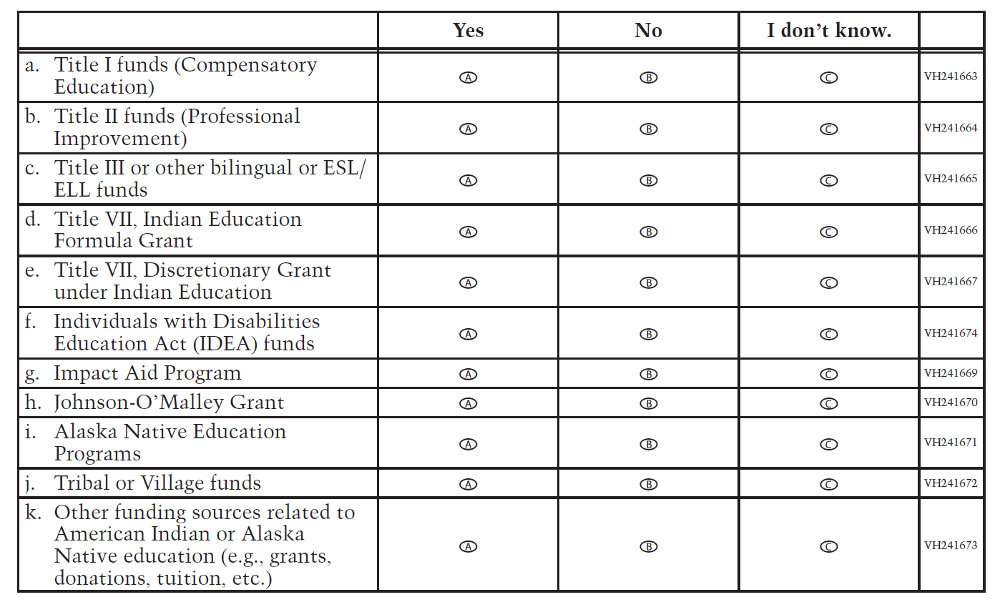 Yes No I don't know.
a. Title I funds (Compensatory
Education)
A B C VH241663
b. Title II funds (Professional
Improvement)
A B C VH241664
c. Title III or other bilingual or ESL/
ELL funds
A B C VH241665
d. Title VII, Indian Education
Formula Grant
A B C VH241666
e. Title VII, Discretionary Grant
under Indian Education
A B C VH241667
f. Individuals with Disabilities
Education Act (IDEA) funds
A B C VH241674
g. Impact Aid Program A B C VH241669
h. Johnson-O’Malley Grant A B C VH241670
i. Alaska Native Education
Programs
A B C VH241671
j. Tribal or Village funds A B C VH241672
k. Other funding sources related to
American Indian or Alaska
Native education (e.g., grants,
donations, tuition, etc.)
A B C VH241673